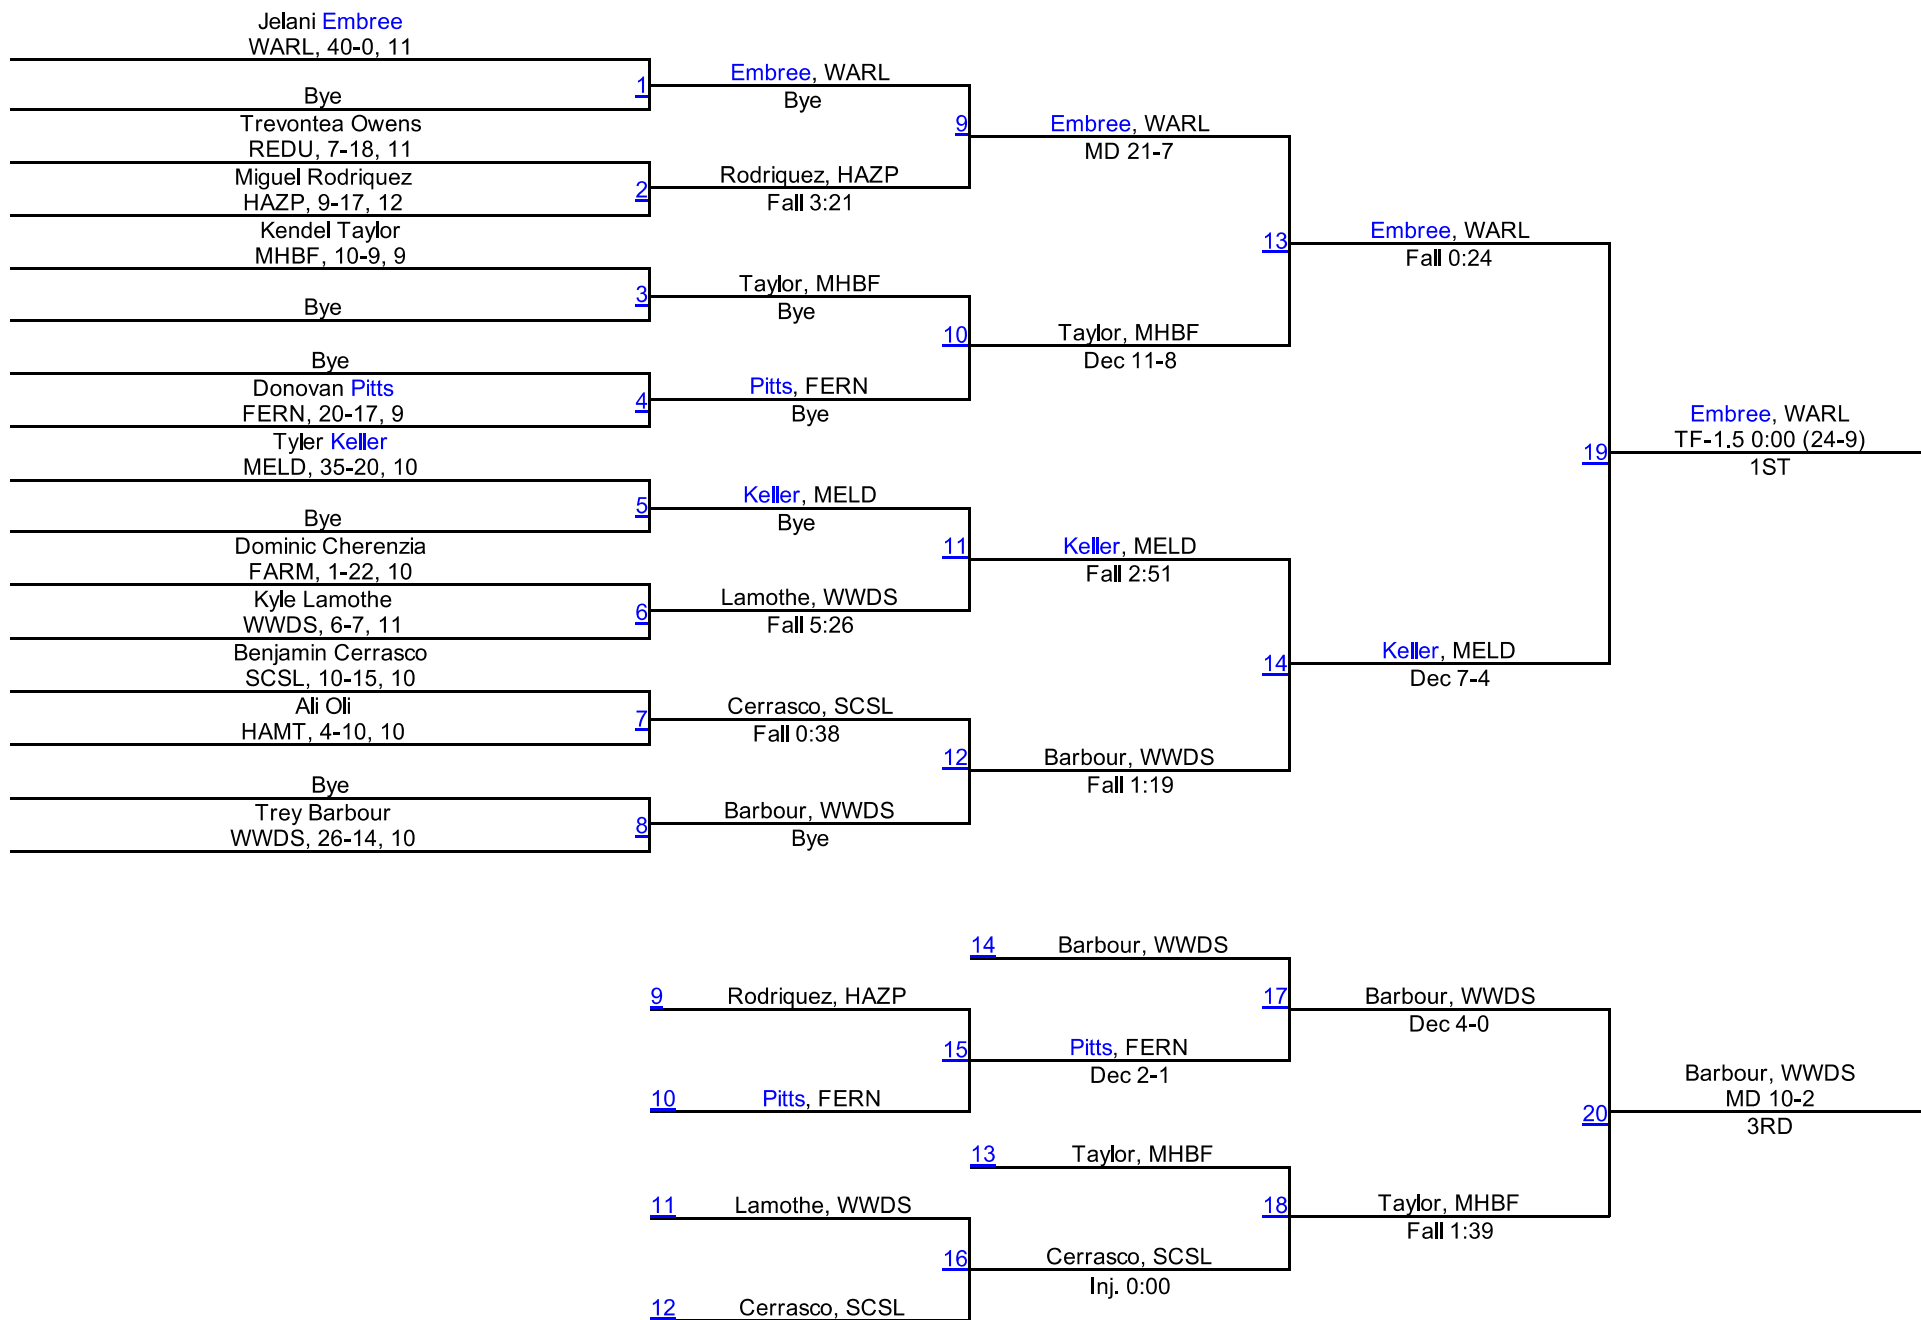 Jelani Embree
WARL, 40-0, 11
1
Bye
Embree, WARL
Bye
Trevontea Owens
REDU, 7-18, 11
2
Miguel Rodriquez
HAZP, 9-17, 12
Rodriquez, HAZP
Fall 3:21
9
Embree, WARL
MD 21-7
Kendel Taylor
MHBF, 10-9, 9
3
Bye
Taylor, MHBF
Bye
Bye
Donovan Pitts
FERN, 20-17, 9
4
Pitts, FERN
Bye
10
Taylor, MHBF
Dec 11-8
13
Embree, WARL
Fall 0:24
Tyler Keller
MELD, 35-20, 10
5
Bye
Keller, MELD
Bye
Dominic Cherenzia
FARM, 1-22, 10
Kyle Lamothe
WWDS, 6-7, 11
6
Lamothe, WWDS
Fall 5:26
11
Keller, MELD
Fall 2:51
Benjamin Cerrasco
SCSL, 10-15, 10
Ali Oli
HAMT, 4-10, 10
7
Cerrasco, SCSL
Fall 0:38
Bye
Trey Barbour
WWDS, 26-14, 10
8
Barbour, WWDS
Bye
12
Barbour, WWDS
Fall 1:19
14
Keller, MELD
Dec 7-4
19
Embree, WARL
TF-1.5 0:00 (24-9)
1ST
14
Barbour, WWDS
9
Rodriquez, HAZP
10
Pitts, FERN
15
Pitts, FERN
Dec 2-1
17
Barbour, WWDS
Dec 4-0
13
Taylor, MHBF
11
Lamothe, WWDS
12
Cerrasco, SCSL
16
Cerrasco, SCSL
Inj. 0:00
18
Taylor, MHBF
Fall 1:39
20
Barbour, WWDS
MD 10-2
3RD